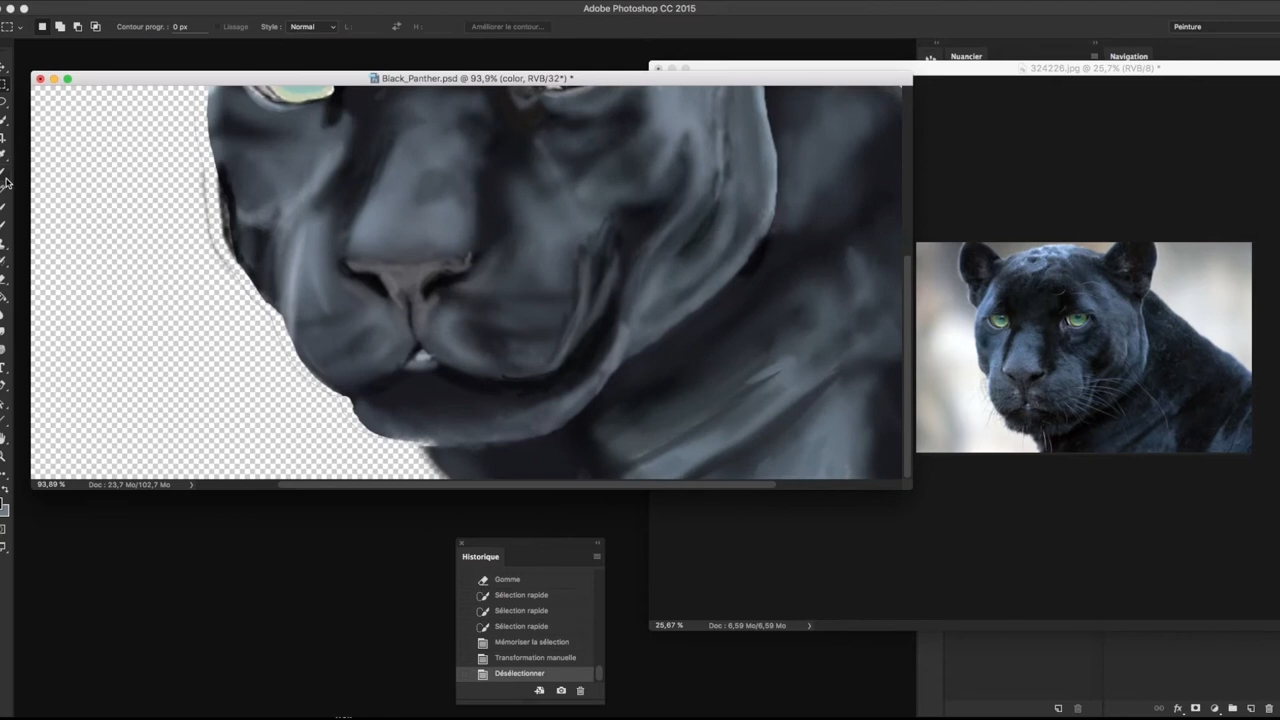 Adobe Photoshop CC 2015
Contour progr. : 0 px
Lissage
Style : Normal
L :
H :
Améliorer le contour...
Peinture
Nuancier
Navigation
Black_Panther.psd @ 93,9% (color, RVB/32*) *
324226.jpg @ 25,7% (RVB/8) *
93,89 %
Doc : 23,7 Mo/102,7 Mo
Historique
Gomme
Sélection rapide
Sélection rapide
Sélection rapide
Mémoriser la sélection
Transformation manuelle
Désélectionner
25,67 %
Doc : 6,59 Mo/6,59 Mo